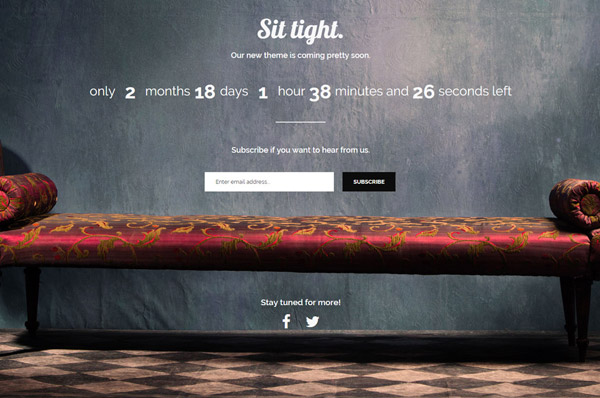 Sit tight.
Our new theme is coming pretty soon.
only 2 months 18 days 1 hour 38 minutes and 26 seconds left
Subscribe if you want to hear from us.
Enter email address... SUBSCRIBE
Stay tuned for more!